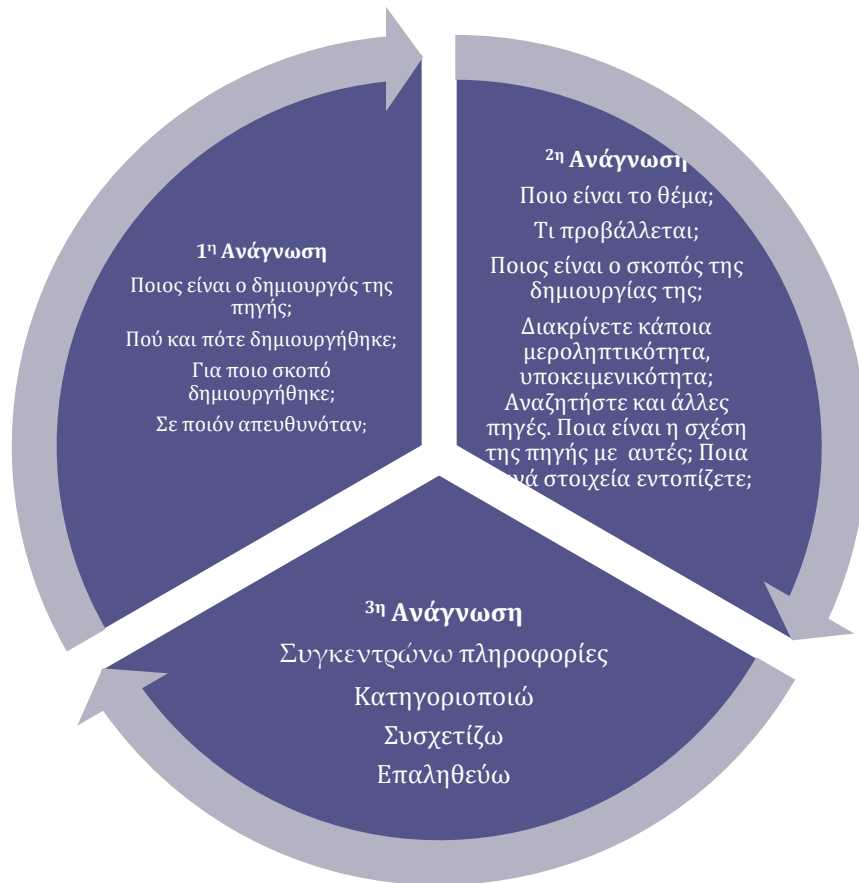 1η Ανάγνωση
Ποιος είναι ο δημιουργός της
πηγής;
Πού και πότε δημιουργήθηκε;
Για ποιο σκοπό
δημιουργήθηκε;
Σε ποιόν απευθυνόταν;
2η Ανάγνωση
Ποιο είναι το θέμα;
Τι προβάλλεται;
Ποιος είναι ο σκοπός της
δημιουργίας της;
Διακρίνετε κάποια
μεροληπτικότητα,
υποκειμενικότητα;
Αναζητήστε και άλλες
πηγές. Ποια είναι η σχέση
της πηγής με αυτές; Ποια
στοιχεία εντοπίζετε;
3η Ανάγνωση
Συγκεντρώνω πληροφορίες
Κατηγοριοποιώ
Συσχετίζω
Επαληθεύω